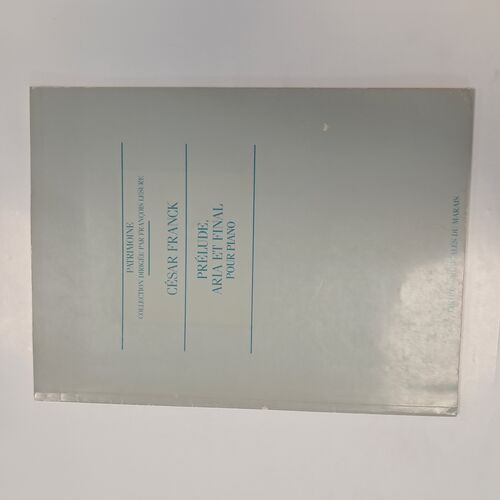 PATRIMOINE
COLLECTION DIRIGÉE PAR FRANÇOIS LESURE
CÉSAR FRANCK
PRÉLUDE,
ARIA ET FINAL
POUR PIANO
DU MARAIS